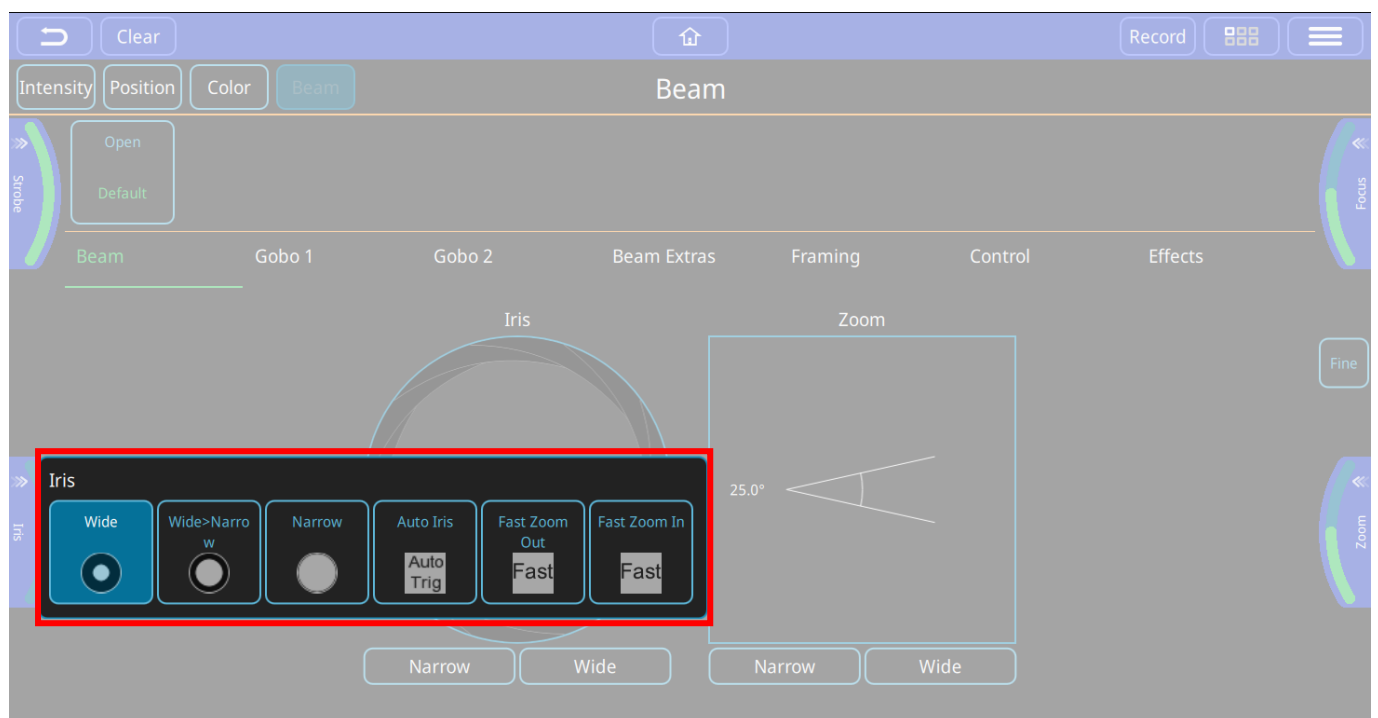 Clear
Record
Intensity
Position
Color
Beam
Beam
Open
Default
Strobe
Focus
Beam
Gobo 1
Gobo 2
Beam Extras
Framing
Control
Effects
Iris
Zoom
Fine
25.0°
Iris
Iris
Wide
Wide>Narro
w
Narrow
Auto Iris
Auto
Trig
Fast Zoom
Out
Fast
Fast Zoom In
Fast
Zoom
Narrow
Wide
Narrow
Wide